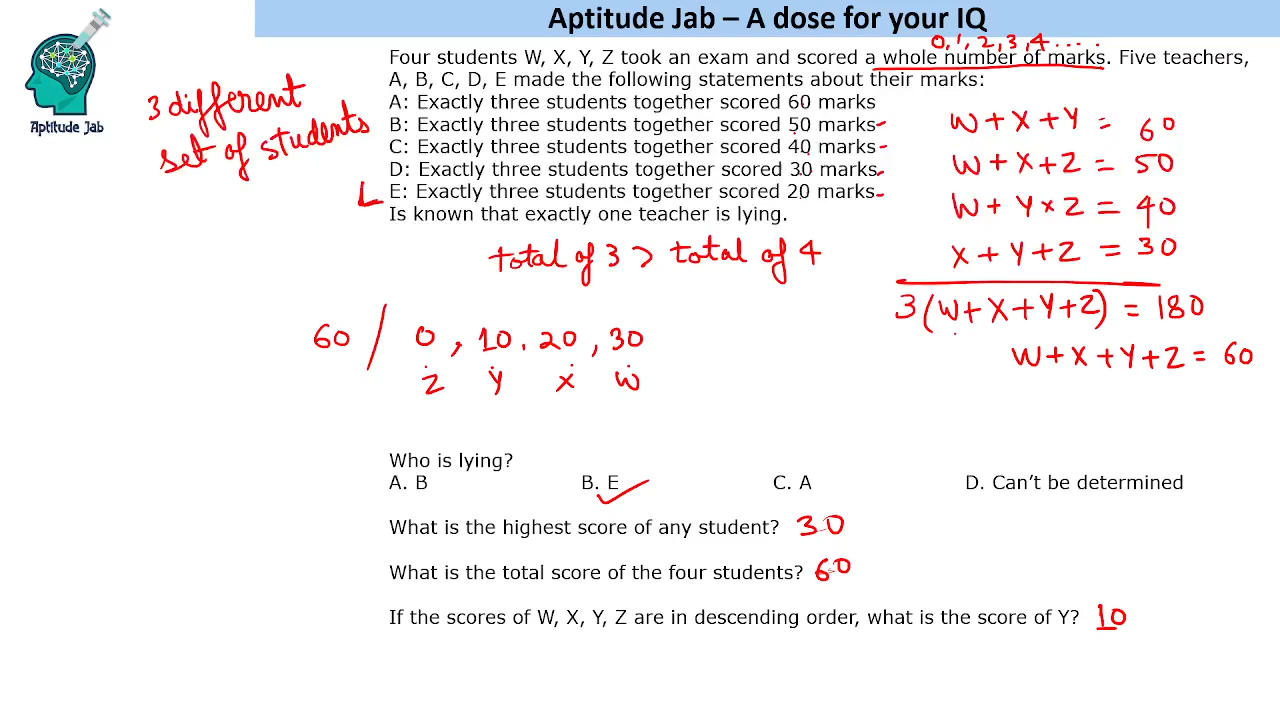 Aptitude Jab – A dose for your IQ
Aptitude Jab
0, 1, 2, 3, 4 ....
Four students W, X, Y, Z took an exam and scored a whole number of marks. Five teachers,
A, B, C, D, E made the following statements about their marks:
A: Exactly three students together scored 60 marks
B: Exactly three students together scored 50 marks
C: Exactly three students together scored 40 marks
D: Exactly three students together scored 30 marks
E: Exactly three students together scored 20 marks
Is known that exactly one teacher is lying.
3 different
set of students
L
W + X + Y = 60
W + X + Z = 50
W + Y x Z = 40
X + Y + Z = 30
3 (W + X + Y + Z) = 180
W + X + Y + Z = 60
total of 3 > total of 4
60 / 0, 10, 20, 30
Z Y X W
Who is lying?
A. B B. E C. A D. Can't be determined
What is the highest score of any student? 30
What is the total score of the four students? 60
If the scores of W, X, Y, Z are in descending order, what is the score of Y? 10